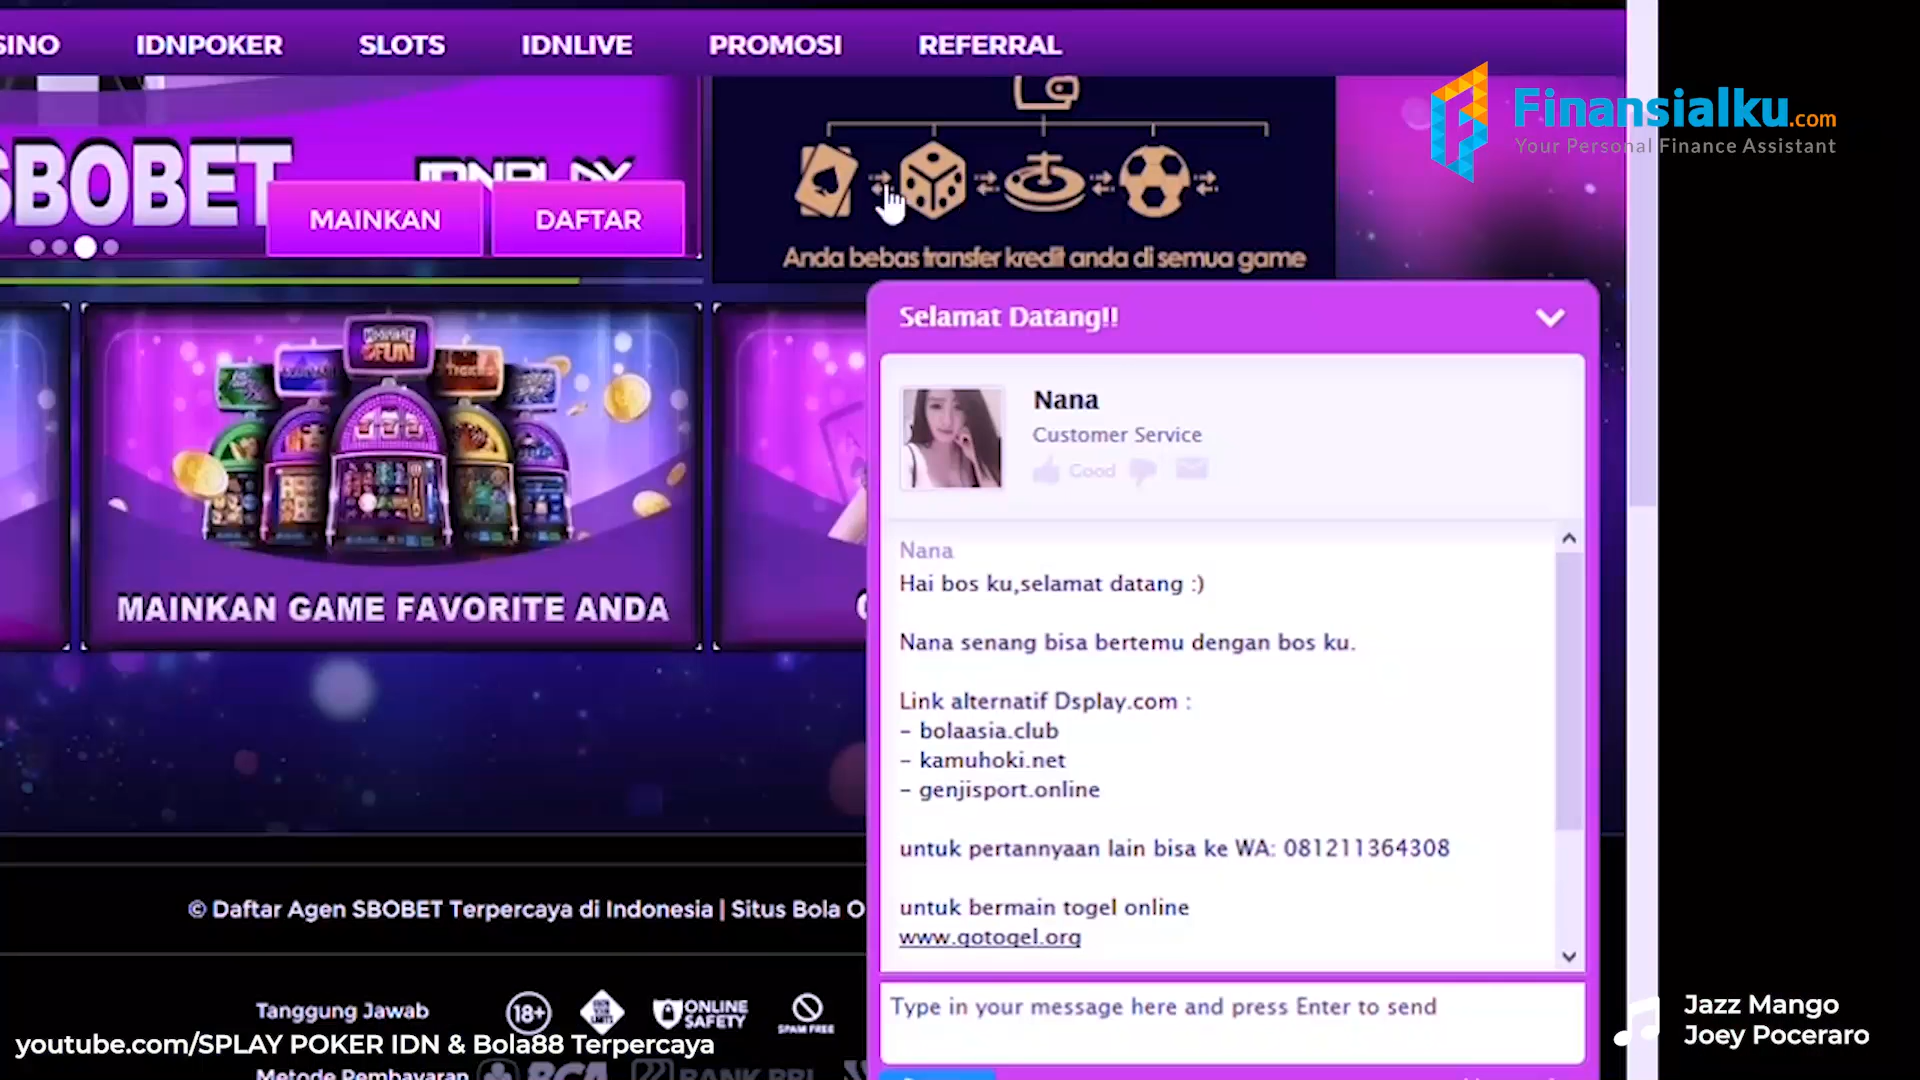 IDNPOKER
SLOTS
IDNLIVE
PROMOSI
REFERRAL
Finansialku.com
Your Personal Finance Assistant
SBOBET
IDNPLAY
MAINKAN
DAFTAR
Anda bebas transfer kredit anda di semua game
Selamat Datang!!
Nana
Customer Service
Good
Nana
Hai bos ku,selamat datang :)
Nana senang bisa bertemu dengan bos ku.
Link alternatif Dsplay.com :
- bolaasia.club
- kamuhoki.net
- genjisport.online
untuk pertannyaan lain bisa ke WA: 081211364308
untuk bermain togel online
www.gotogel.org
Type in your message here and press Enter to send
MAINKAN GAME FAVORITE ANDA
© Daftar Agen SBOBET Terpercaya di Indonesia | Situs Bola O
Tanggung Jawab
18+
ONLINE
SAFETY
SPAM FREE
youtube.com/SPLAY POKER IDN & Bola88 Terpercaya
Metode Pembayaran
BCA
BANK BRI
Jazz Mango
Joey Poceraro